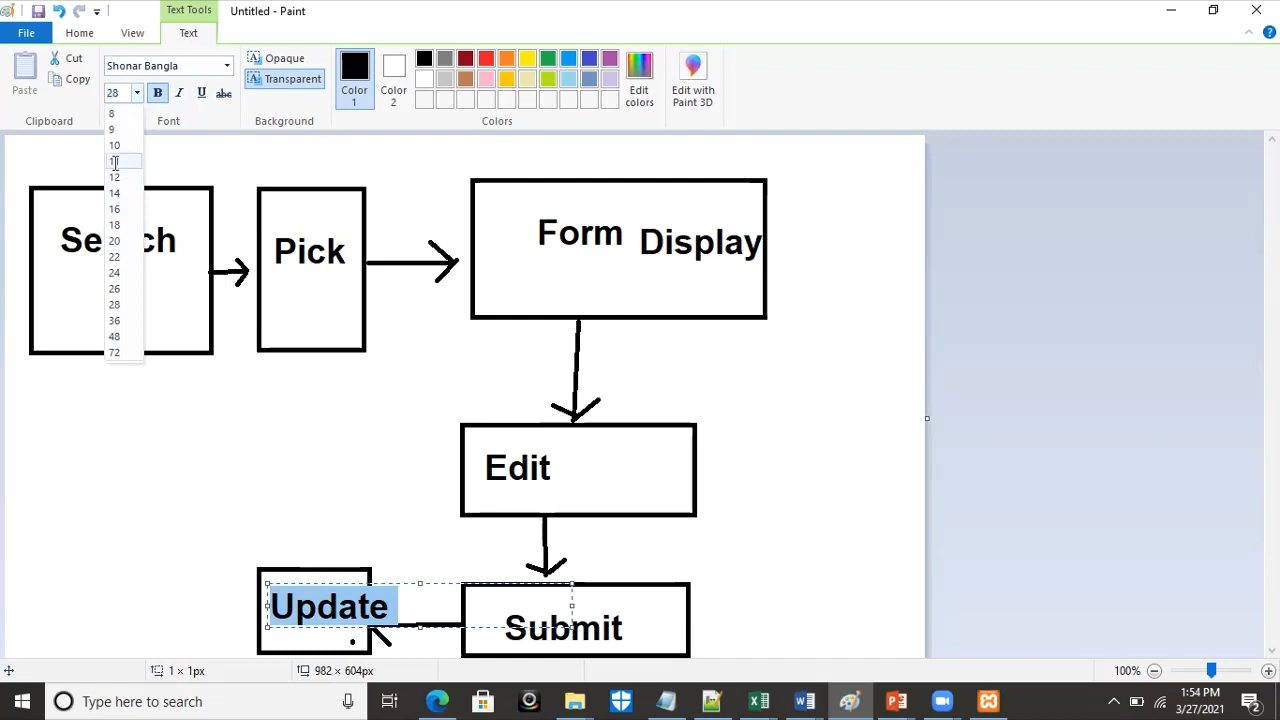 Text Tools
Untitled - Paint
File
Home
View
Text
Paste
Cut
Copy
Clipboard
Shonar Bangla
28
B
I
U
abc
Font
Opaque
Transparent
Background
Color 1
Color 2
Edit colors
Colors
Edit with Paint 3D
8
9
10
12
14
16
18
20
22
24
26
28
36
48
72
Pick
Form
Display
Edit
Update
Submit
1 × 1px
982 × 604px
100%
Type here to search
1:54 PM
3/27/2021
2